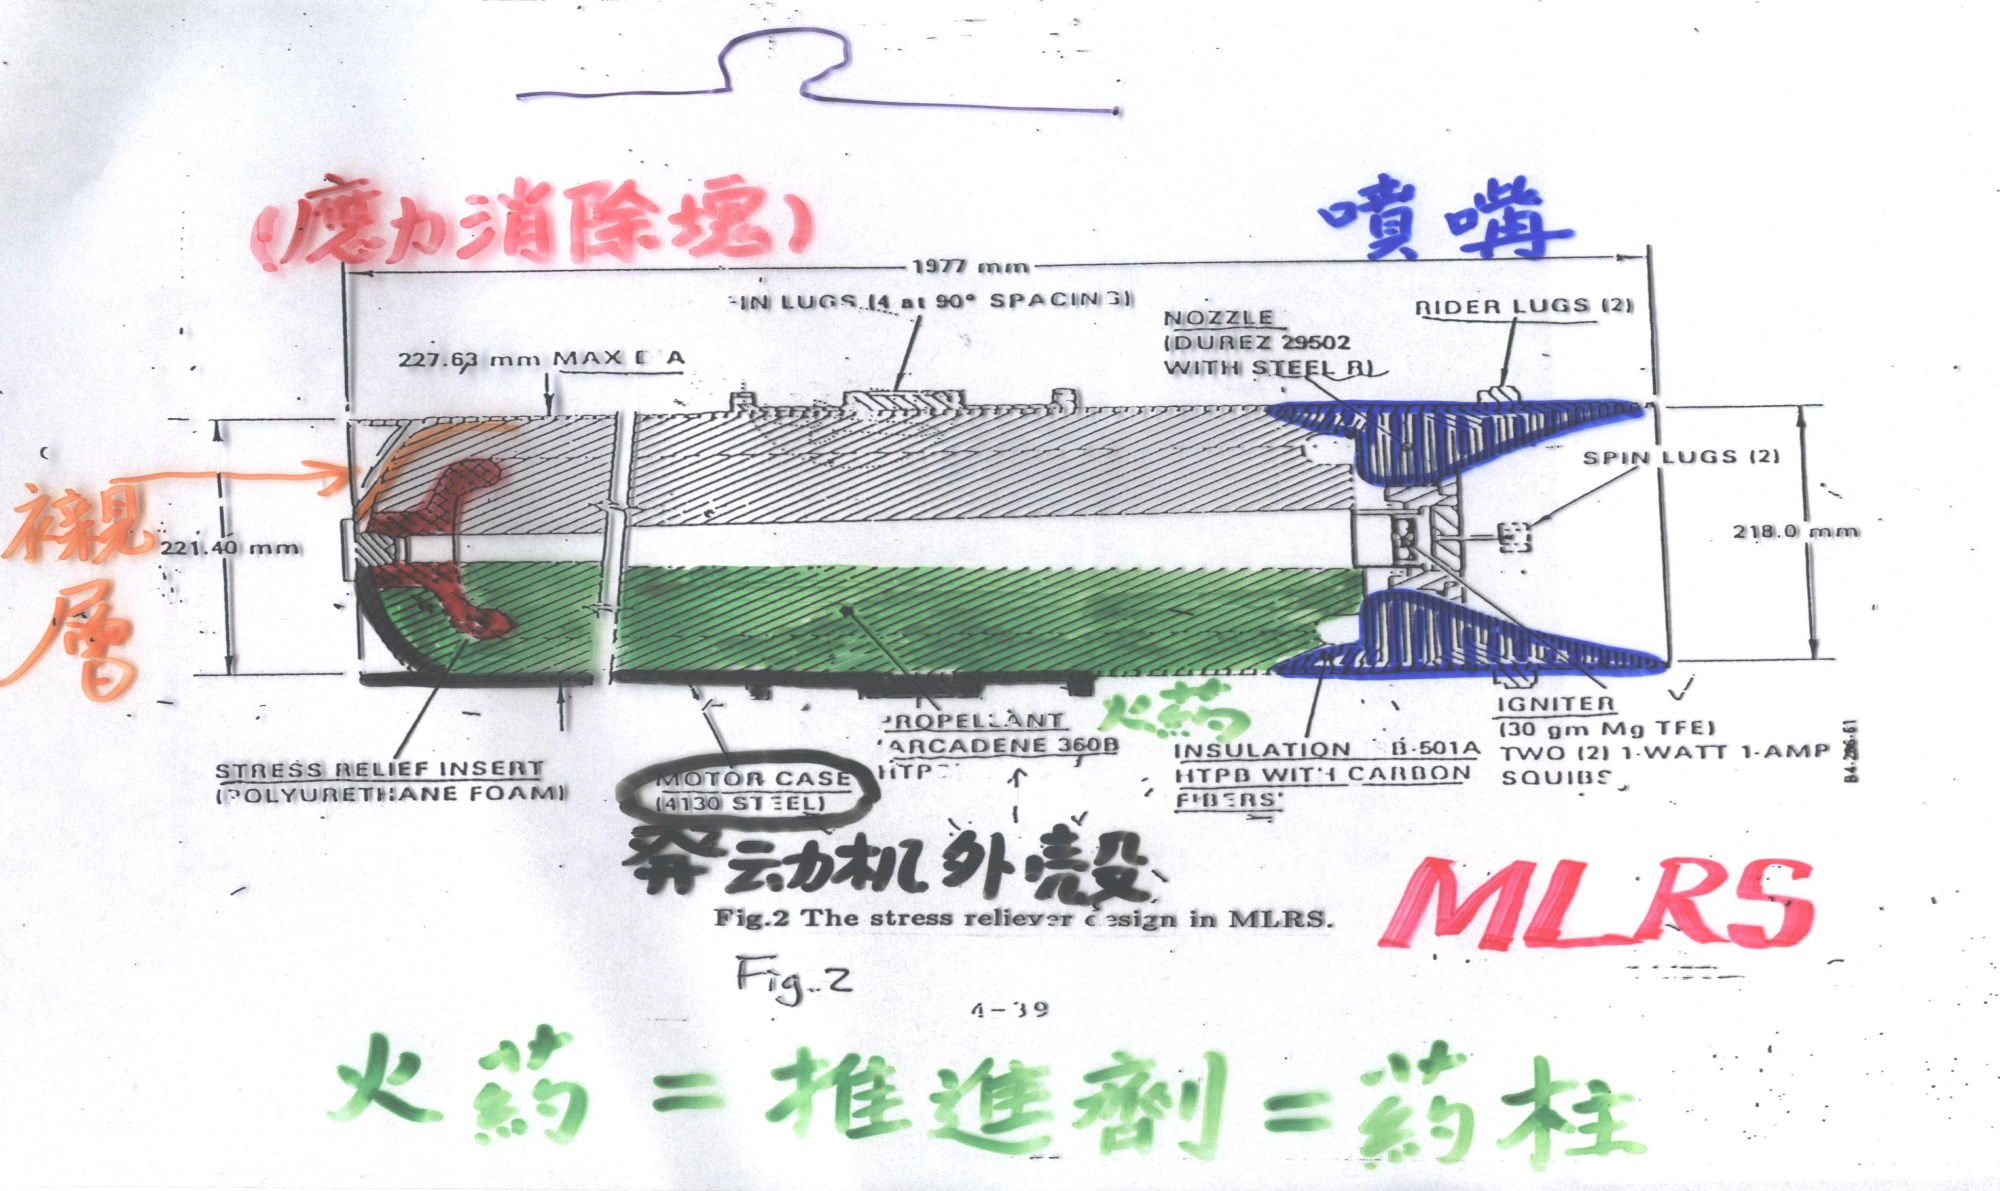 (應力消除塊)
噴嘴
1977 mm
-IN LUGS (4 at 90° SPACING)
RIDER LUGS (2)
NOZZLE
(DUREZ 29502
WITH STEEL R)
227.63 mm MAX D A
SPIN LUGS (2)
襯
層
221.40 mm
218.0 mm
火药
STRESS RELIEF INSERT
(POLYURETHANE FOAM)
MOTOR CASE
(4130 STEEL)
PROPELLANT
ARCADENE 360B
HTP
INSULATION B-501A
HTPB WITH CARBON
FIBERS
IGNITER
(30 gm Mg TFE)
TWO (2) 1-WATT 1-AMP
SQUIBS
発动机外殼
Fig.2 The stress reliever design in MLRS.
MLRS
Fig.2
4-39
火药=推進劑=药柱